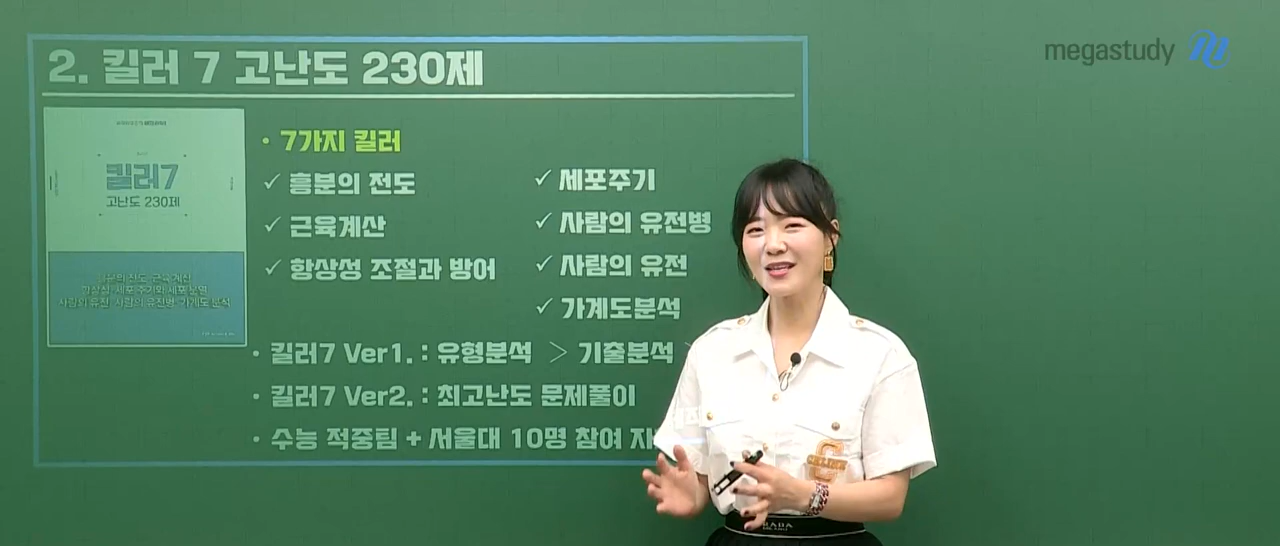 megastudy
2. 킬러 7 고난도 230제
킬러7
고난도 230제
• 7가지 킬러
✓ 흥분의 전도
✓ 세포주기
✓ 근육계산
✓ 사람의 유전병
✓ 항상성 조절과 방어
✓ 사람의 유전
✓ 가계도분석
• 킬러7 Ver1. : 유형분석 > 기출분석
• 킬러7 Ver2. : 최고난도 문제풀이
• 수능 적중팀 + 서울대 10명 참여